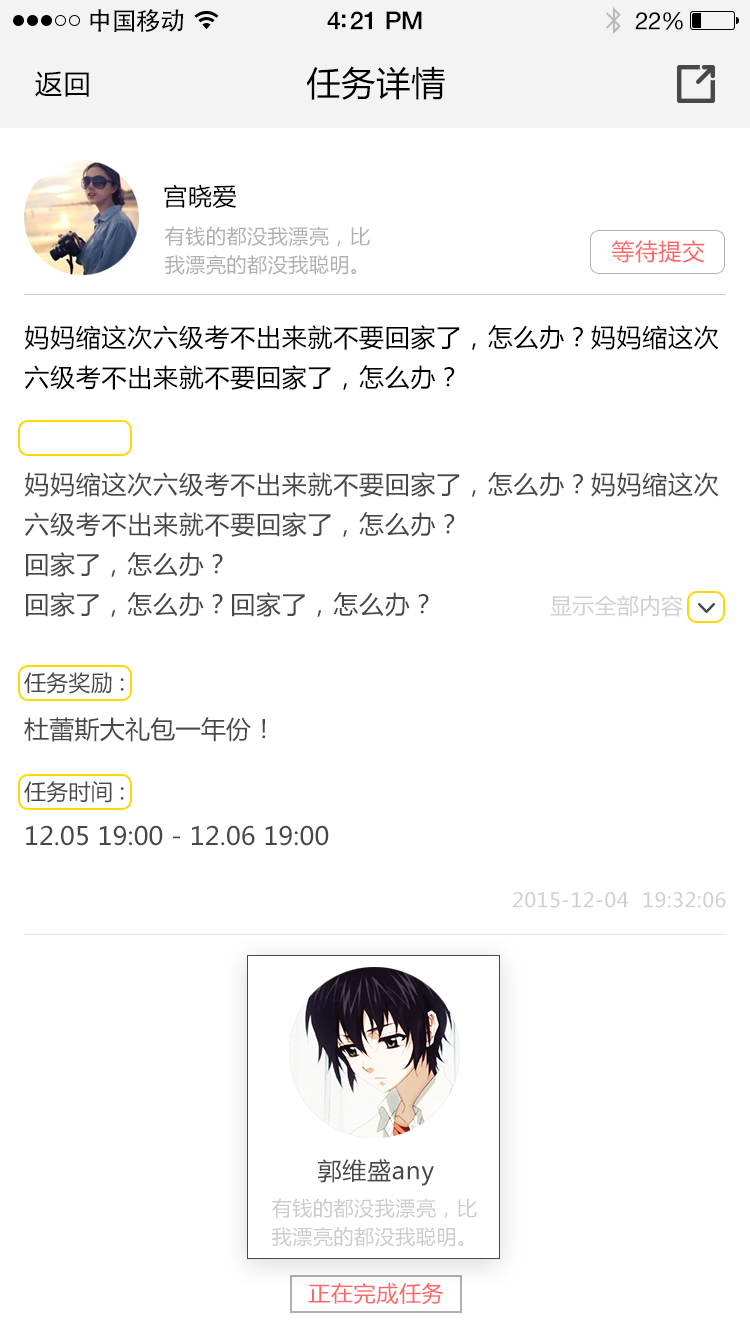 中国移动 4:21 PM 22%
返回 任务详情
宫晓爱
有钱的都没我漂亮，比
我漂亮的都没我聪明。
等待提交
妈妈缩这次六级考不出来就不要回家了，怎么办？妈妈缩这次
六级考不出来就不要回家了，怎么办？
妈妈缩这次六级考不出来就不要回家了，怎么办？妈妈缩这次
六级考不出来就不要回家了，怎么办？
回家了，怎么办？
回家了，怎么办？回家了，怎么办？ 显示全部内容
任务奖励：
杜蕾斯大礼包一年份！
任务时间：
12.05 19:00 - 12.06 19:00
2015-12-04 19:32:06
郭维盛any
有钱的都没我漂亮，比
我漂亮的都没我聪明。
正在完成任务